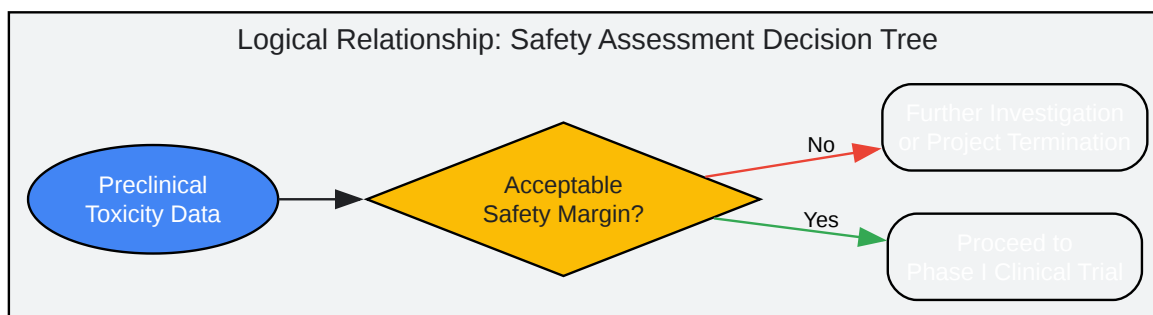 Logical Relationship: Safety Assessment Decision Tree
Preclinical
Toxicity Data
Acceptable
Safety Margin?
No
Further Investigation
or Project Termination
Yes
Proceed to
Phase I Clinical Trial